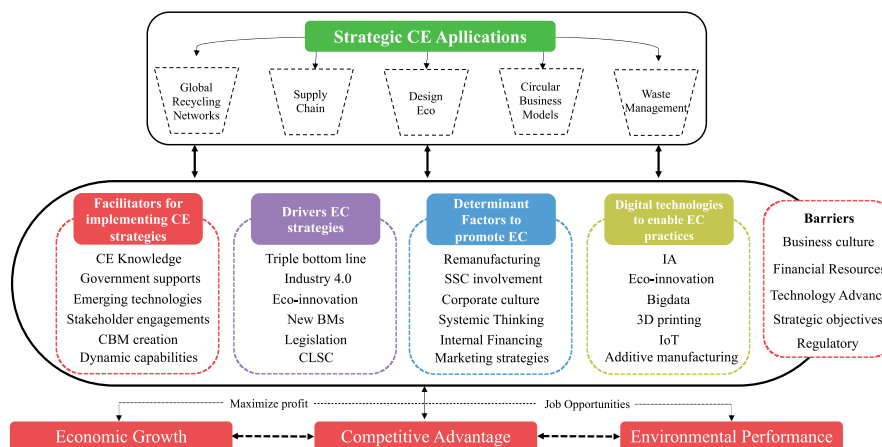 Strategic CE Apllications
Global
Recycling
Networks
Supply
Chain
Design
Eco
Circular
Business
Models
Waste
Management
Facilitators for
implementing CE
strategies
CE Knowledge
Government supports
Emerging technologies
Stakeholder engagements
CBM creation
Dynamic capabilities
Drivers EC
strategies
Triple bottom line
Industry 4.0
Eco-innovation
New BMs
Legislation
CLSC
Determinant
Factors to
promote EC
Remanufacturing
SSC involvement
Corporate culture
Systemic Thinking
Internal Financing
Marketing strategies
Digital technologies
to enable EC
practices
IA
Eco-innovation
Bigdata
3D printing
IoT
Additive manufacturing
Barriers
Business culture
Financial Resources
Technology Advance
Strategic objectives
Regulatory
Maximize profit
Job Opportunities
Economic Growth
Competitive Advantage
Environmental Performance